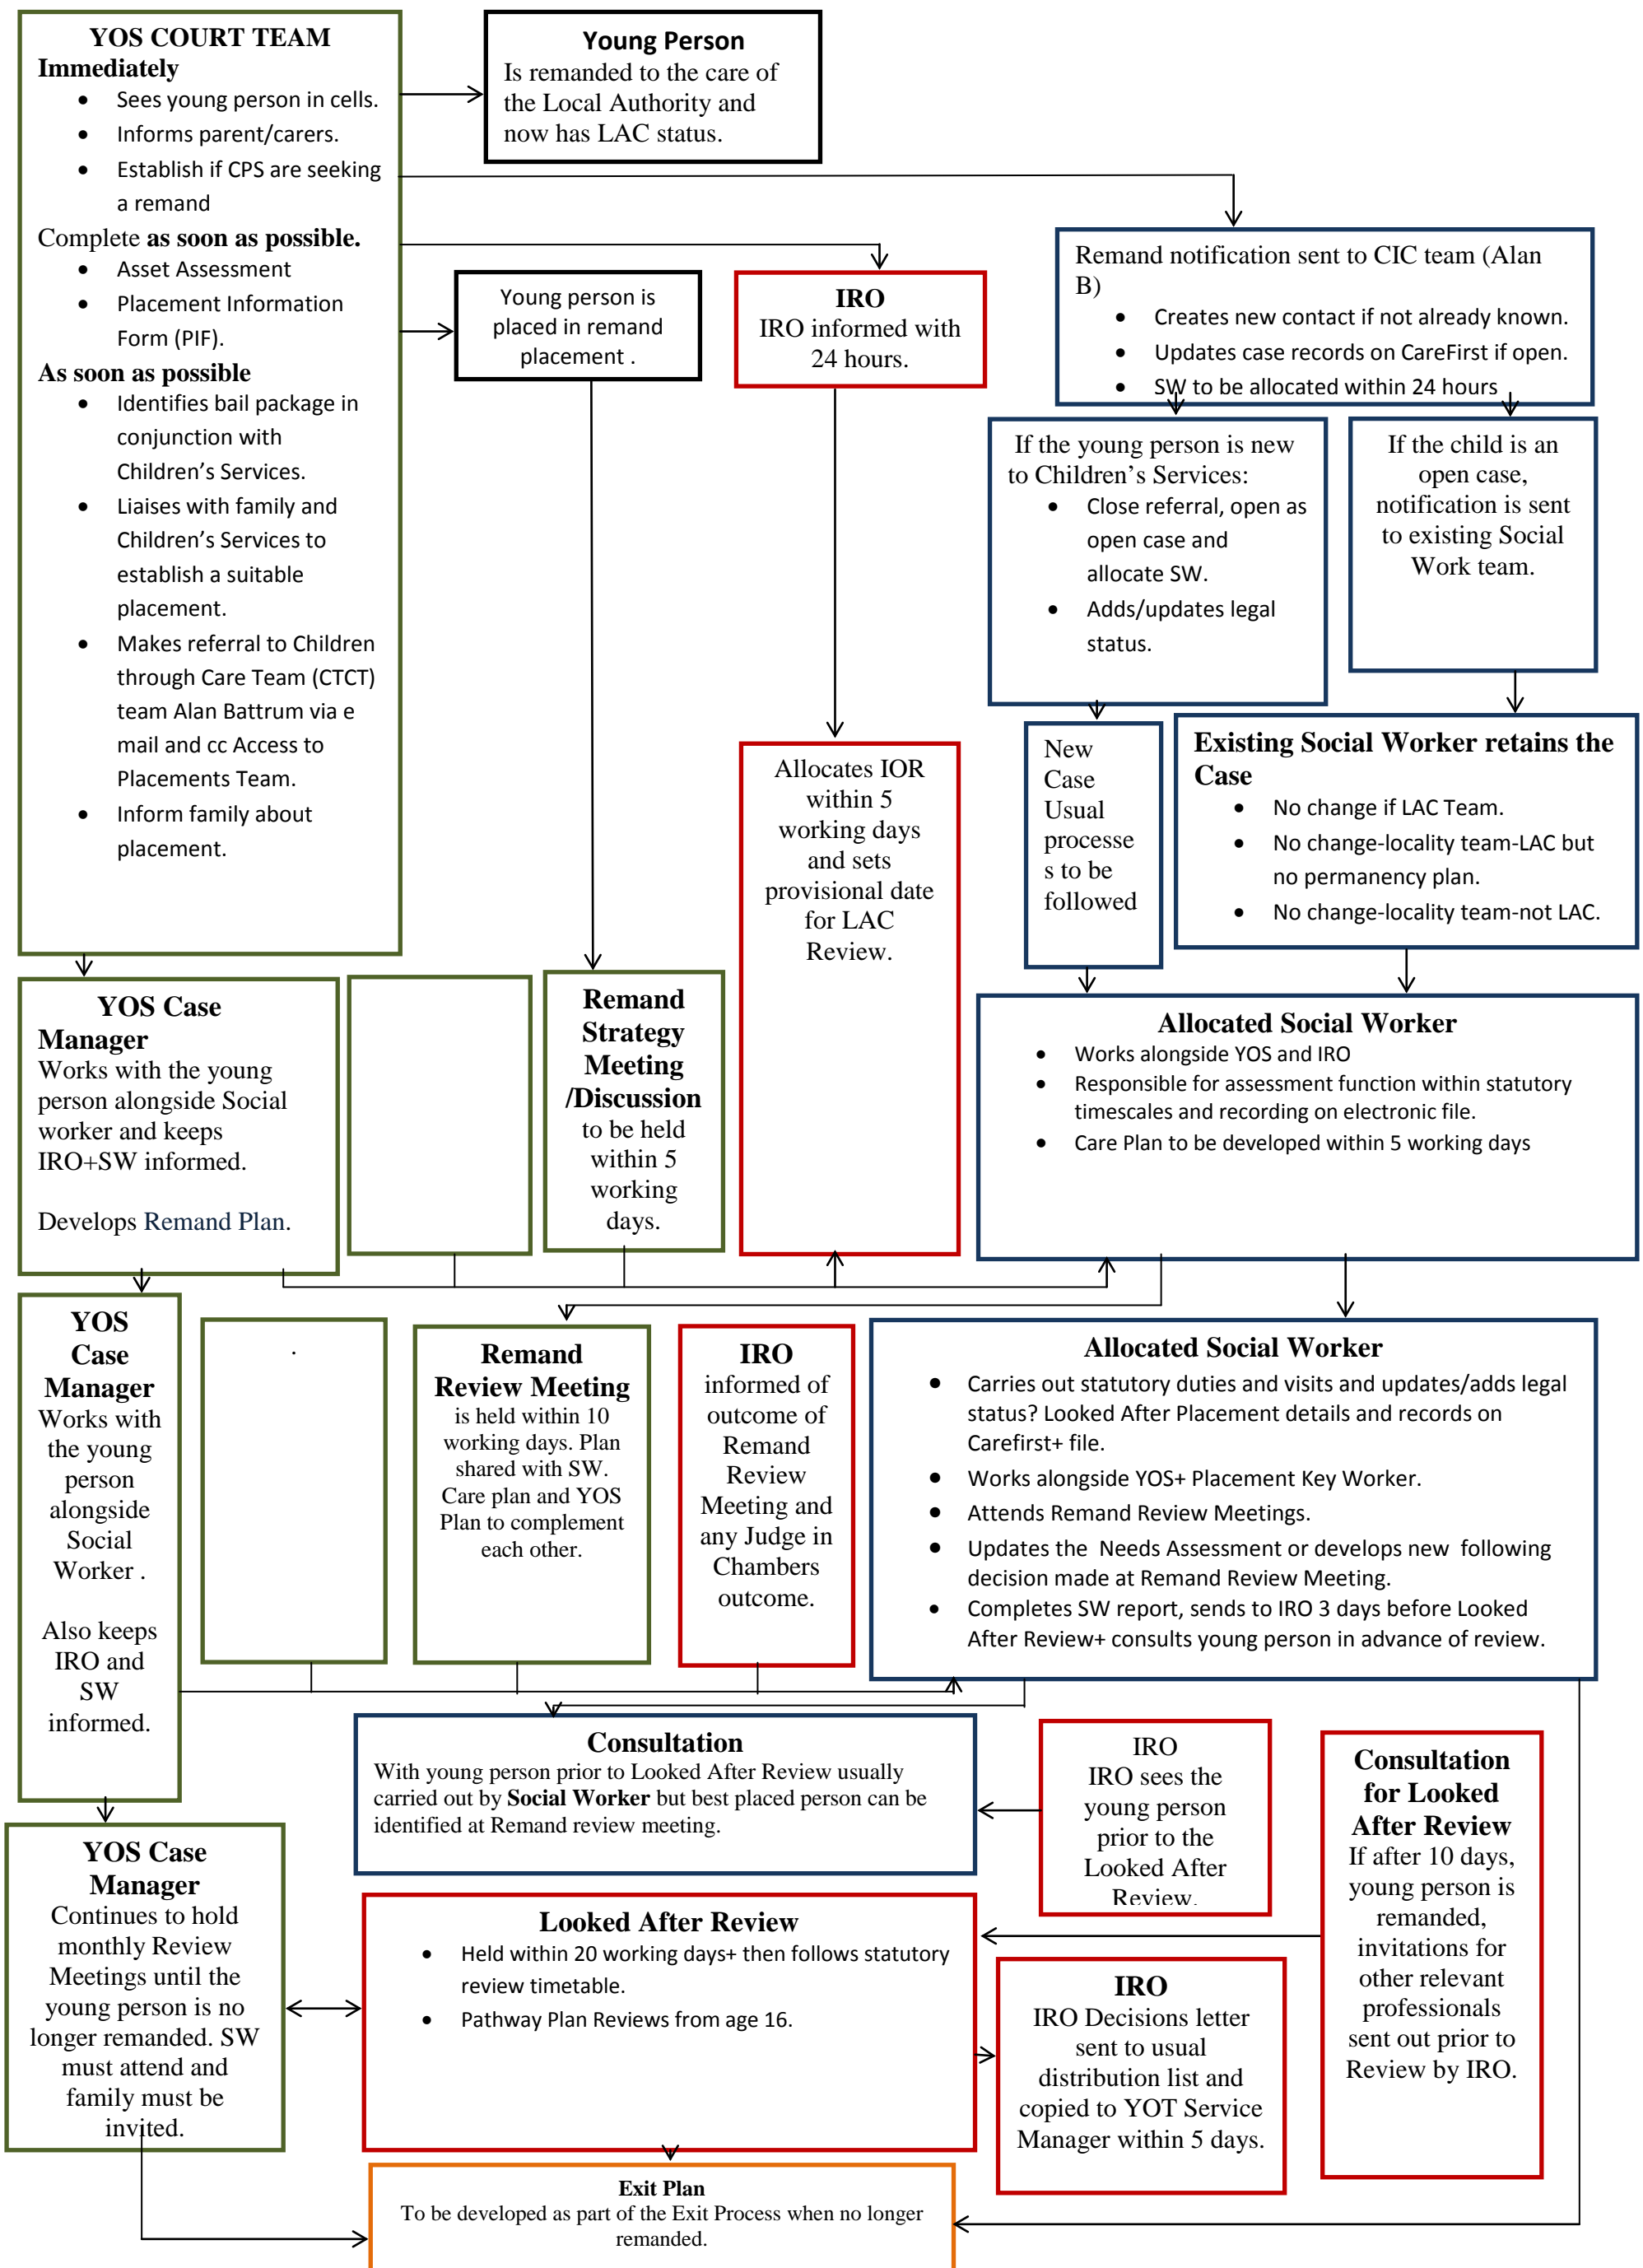 YOS COURT TEAM
Immediately
• Sees young person in cells.
• Informs parent/carers.
• Establish if CPS are seeking
a remand
Complete as soon as possible.
• Asset Assessment
• Placement Information
Form (PIF).
As soon as possible
• Identifies bail package in
conjunction with
Children's Services.
• Liaises with family and
Children's Services to
establish a suitable
placement.
• Makes referral to Children
through Care Team (CTCT)
team Alan Battrum via e
mail and cc Access to
Placements Team.
• Inform family about
placement.
Young Person
Is remanded to the care of
the Local Authority and
now has LAC status.
Young person is
placed in remand
placement .
IRO
IRO informed with
24 hours.
Remand notification sent to CIC team (Alan
B)
• Creates new contact if not already known.
• Updates case records on CareFirst if open.
• SW to be allocated within 24 hours
If the young person is new
to Children's Services:
• Close referral, open as
open case and
allocate SW.
• Adds/updates legal
status.
If the child is an
open case,
notification is sent
to existing Social
Work team.
Allocates IOR
within 5
working days
and sets
provisional date
for LAC
Review.
New
Case
Usual
processe
s to be
followed
Existing Social Worker retains the
Case
• No change if LAC Team.
• No change-locality team-LAC but
no permanency plan.
• No change-locality team-not LAC.
YOS Case
Manager
Works with the young
person alongside Social
worker and keeps
IRO+SW informed.
Develops Remand Plan.
Remand
Strategy
Meeting
/Discussion
to be held
within 5
working
days.
Allocated Social Worker
• Works alongside YOS and IRO
• Responsible for assessment function within statutory
timescales and recording on electronic file.
• Care Plan to be developed within 5 working days
YOS
Case
Manager
Works with
the young
person
alongside
Social
Worker .
Also keeps
IRO and
SW
informed.
.
Remand
Review Meeting
is held within 10
working days. Plan
shared with SW.
Care plan and YOS
Plan to complement
each other.
IRO
informed of
outcome of
Remand
Review
Meeting and
any Judge in
Chambers
outcome.
Allocated Social Worker
• Carries out statutory duties and visits and updates/adds legal
status? Looked After Placement details and records on
Carefirst+ file.
• Works alongside YOS+ Placement Key Worker.
• Attends Remand Review Meetings.
• Updates the Needs Assessment or develops new following
decision made at Remand Review Meeting.
• Completes SW report, sends to IRO 3 days before Looked
After Review+ consults young person in advance of review.
Consultation
With young person prior to Looked After Review usually
carried out by Social Worker but best placed person can be
identified at Remand review meeting.
IRO
IRO sees the
young person
prior to the
Looked After
Review.
Consultation
for Looked
After Review
If after 10 days,
young person is
remanded,
invitations for
other relevant
professionals
sent out prior to
Review by IRO.
YOS Case
Manager
Continues to hold
monthly Review
Meetings until the
young person is no
longer remanded. SW
must attend and
family must be
invited.
Looked After Review
• Held within 20 working days+ then follows statutory
review timetable.
• Pathway Plan Reviews from age 16.
IRO
IRO Decisions letter
sent to usual
distribution list and
copied to YOT Service
Manager within 5 days.
Exit Plan
To be developed as part of the Exit Process when no longer
remanded.